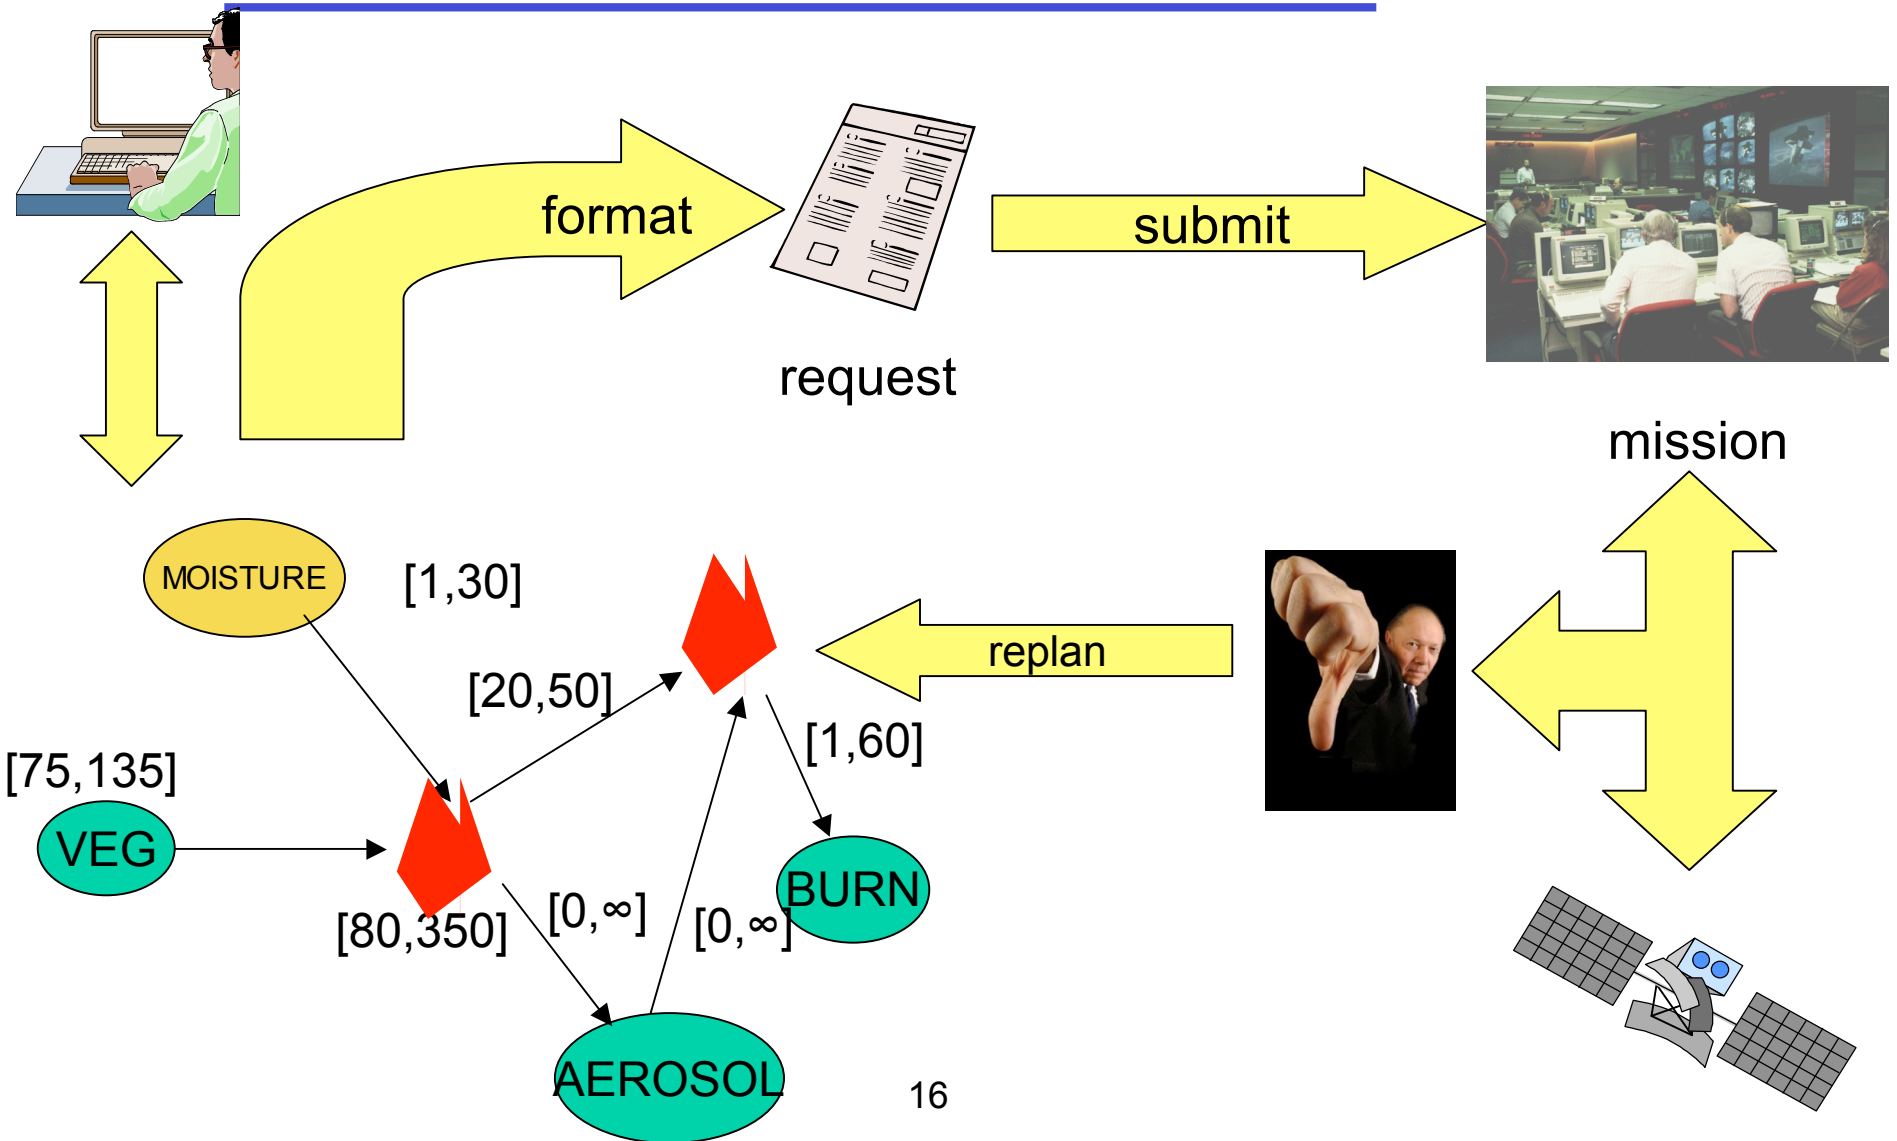 format
submit
request
mission
MOISTURE
[1,30]
[20,50]
replan
[1,60]
[75,135]
VEG
BURN
[80,350]
[0,∞]
[0,∞]
AEROSOL
16